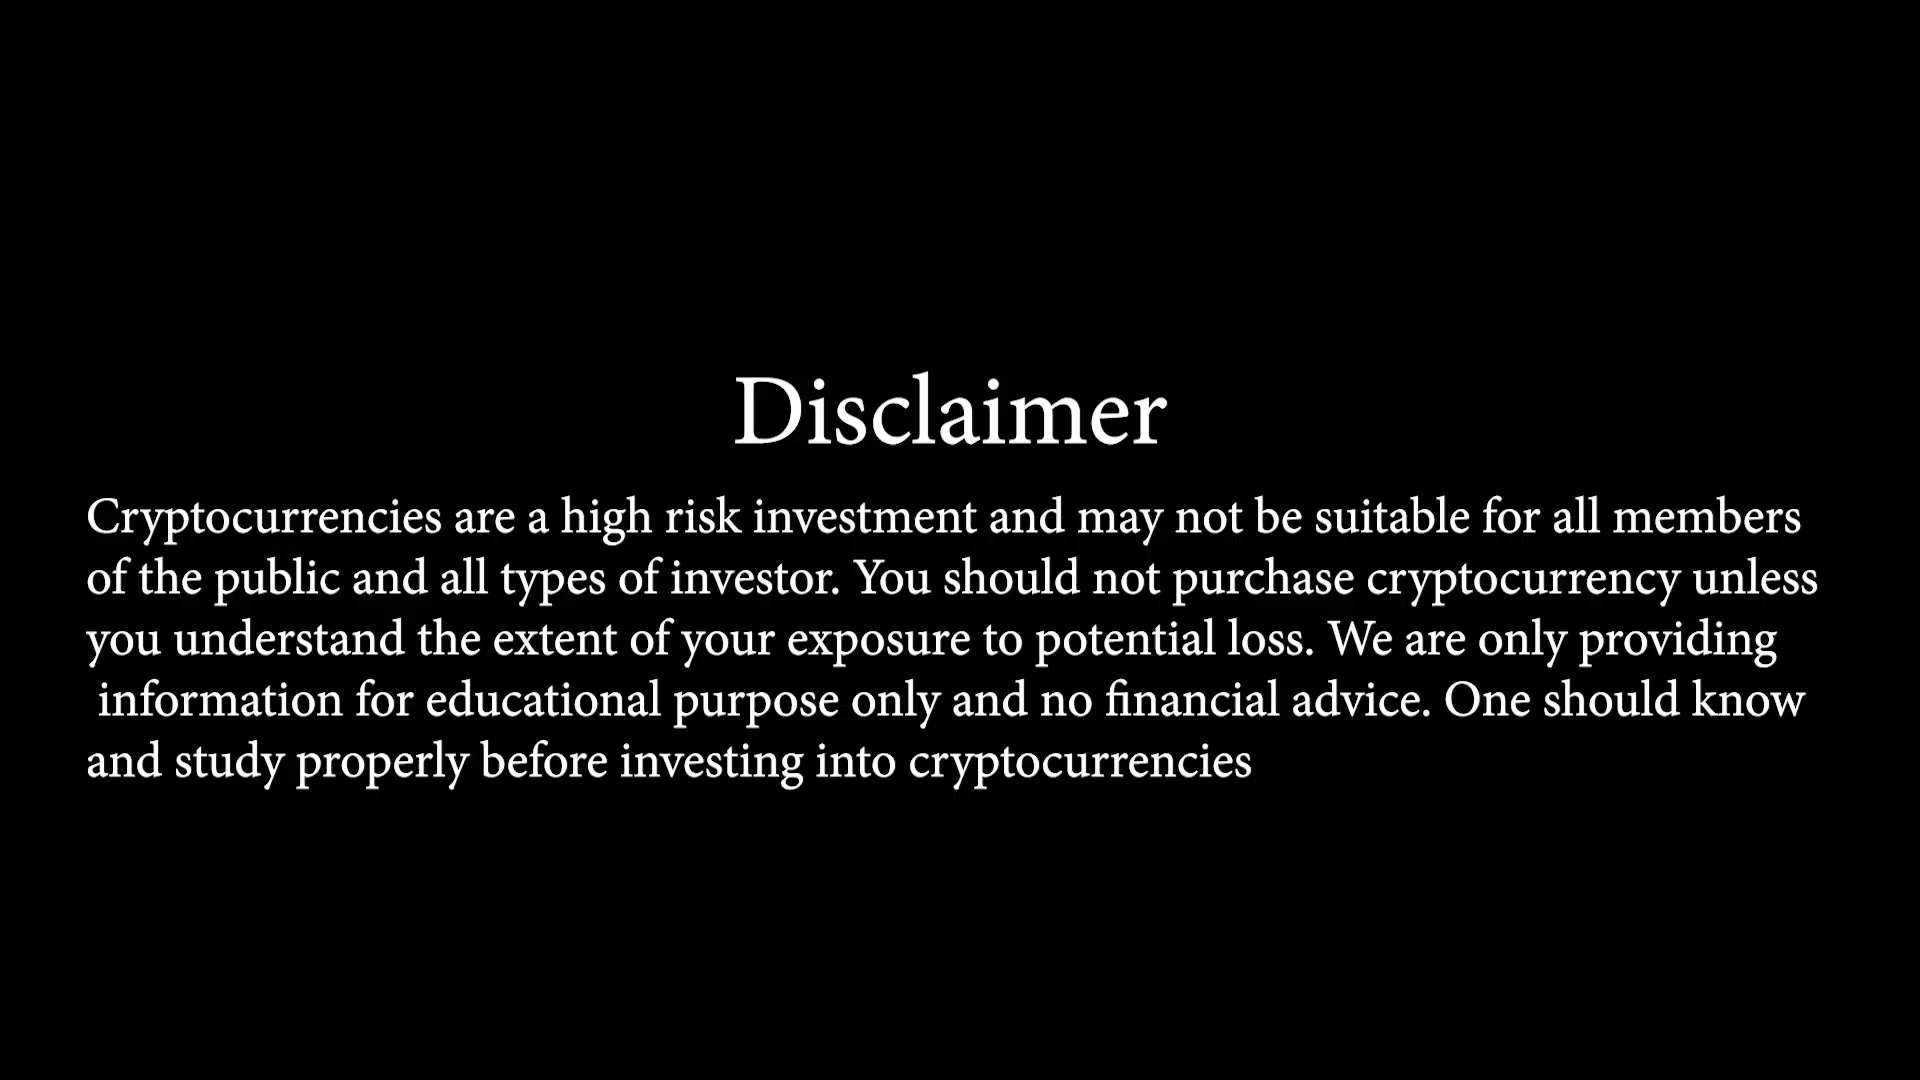 Disclaimer
Cryptocurrencies are a high risk investment and may not be suitable for all members
of the public and all types of investor. You should not purchase cryptocurrency unless
you understand the extent of your exposure to potential loss. We are only providing
information for educational purpose only and no financial advice. One should know
and study properly before investing into cryptocurrencies